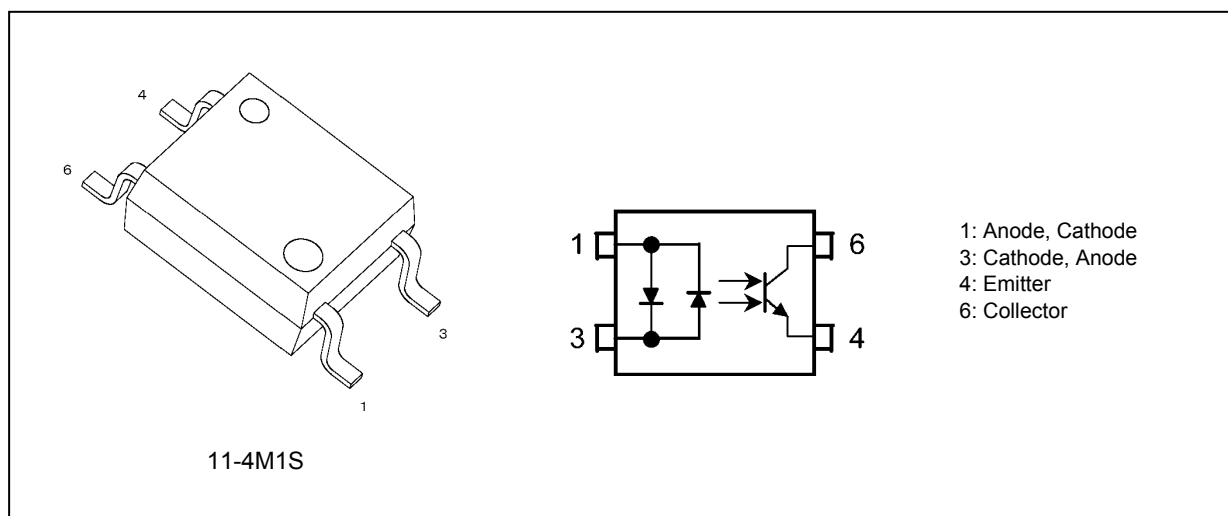 4
6
3
1
11-4M1S
1
6
3
4
1: Anode, Cathode
3: Cathode, Anode
4: Emitter
6: Collector